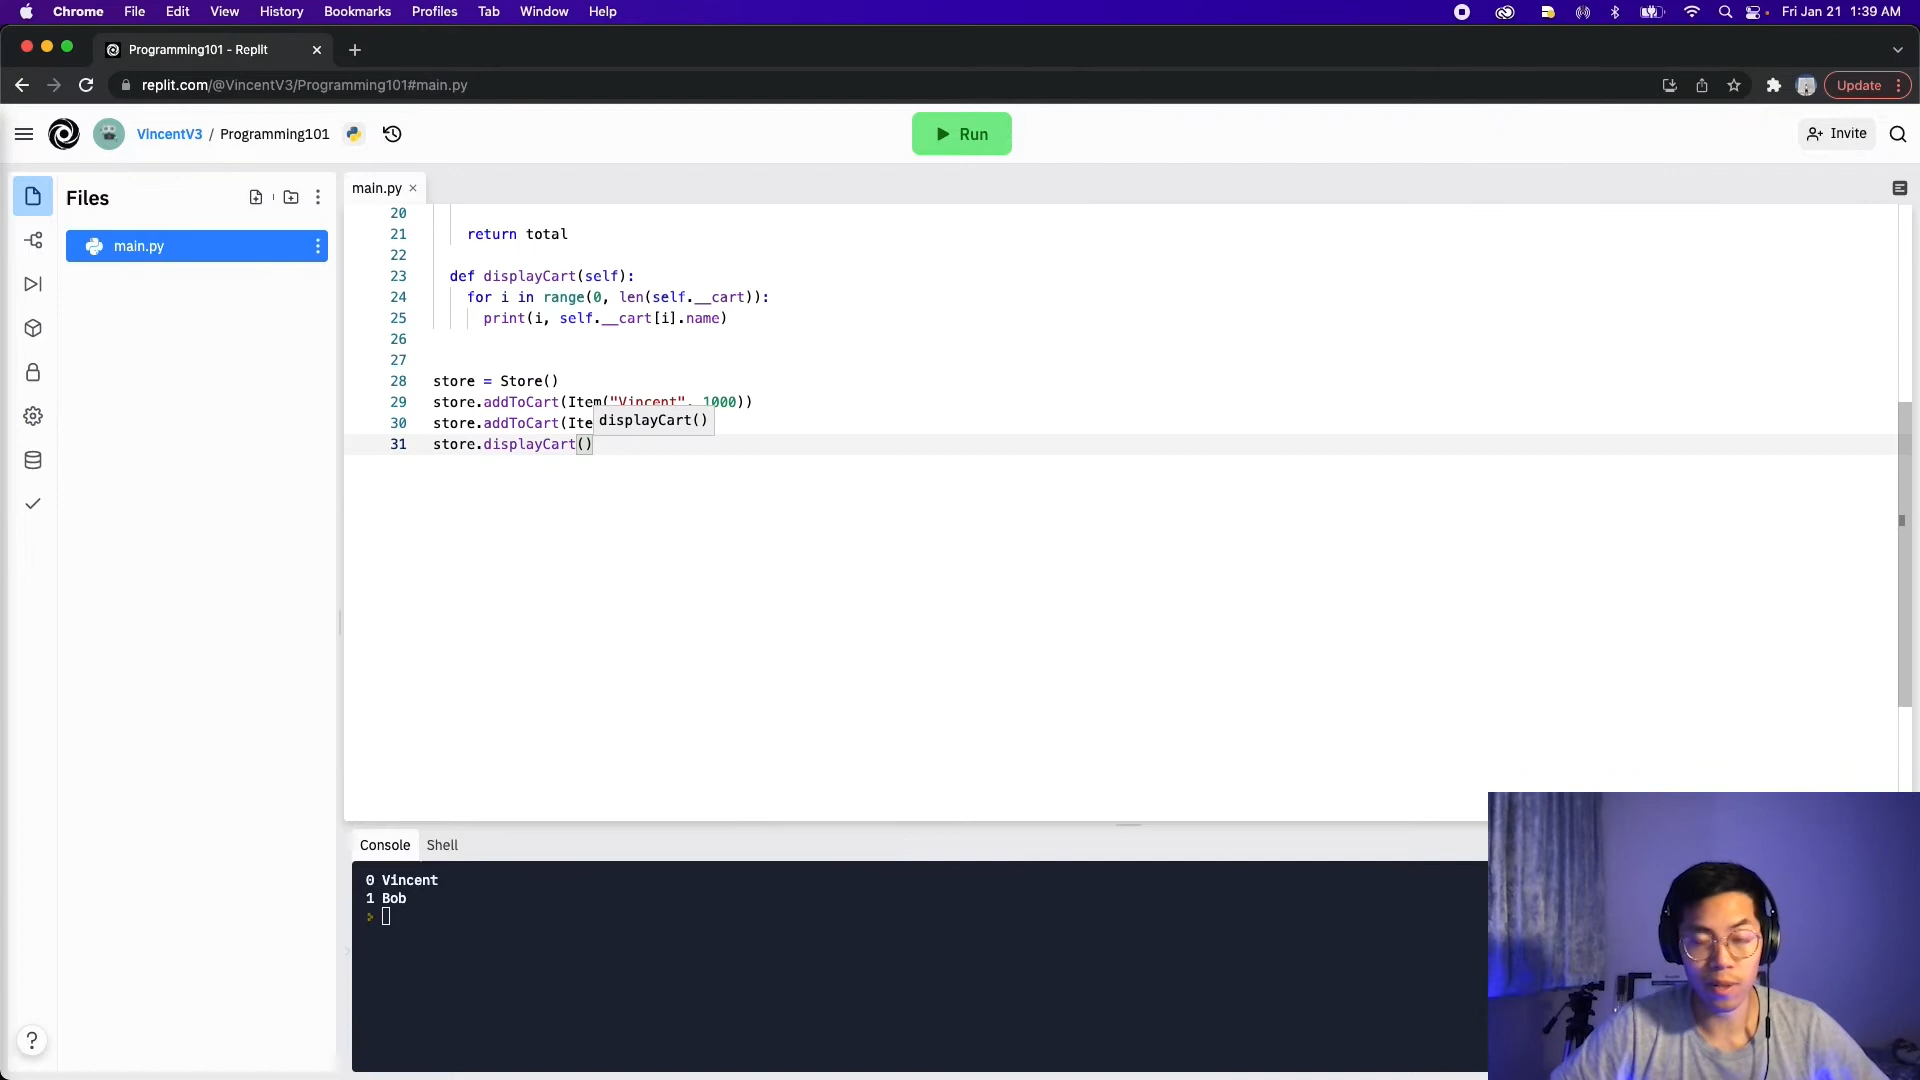 Chrome File Edit View History Bookmarks Profiles Tab Window Help Fri Jan 21 1:39 AM
Programming101 - Replit
replit.com/@VincentV3/Programming101#main.py Update
VincentV3 / Programming101 Run Invite
Files
main.py
main.py
20
21 return total
22
23 def displayCart(self):
24 for i in range(0, len(self.__cart)):
25 print(i, self.__cart[i].name)
26
27
28 store = Store()
29 store.addToCart(Item("Vincent", 1000))
30 store.addToCart(Ite
displayCart()
31 store.displayCart()
Console Shell
0 Vincent
1 Bob
?